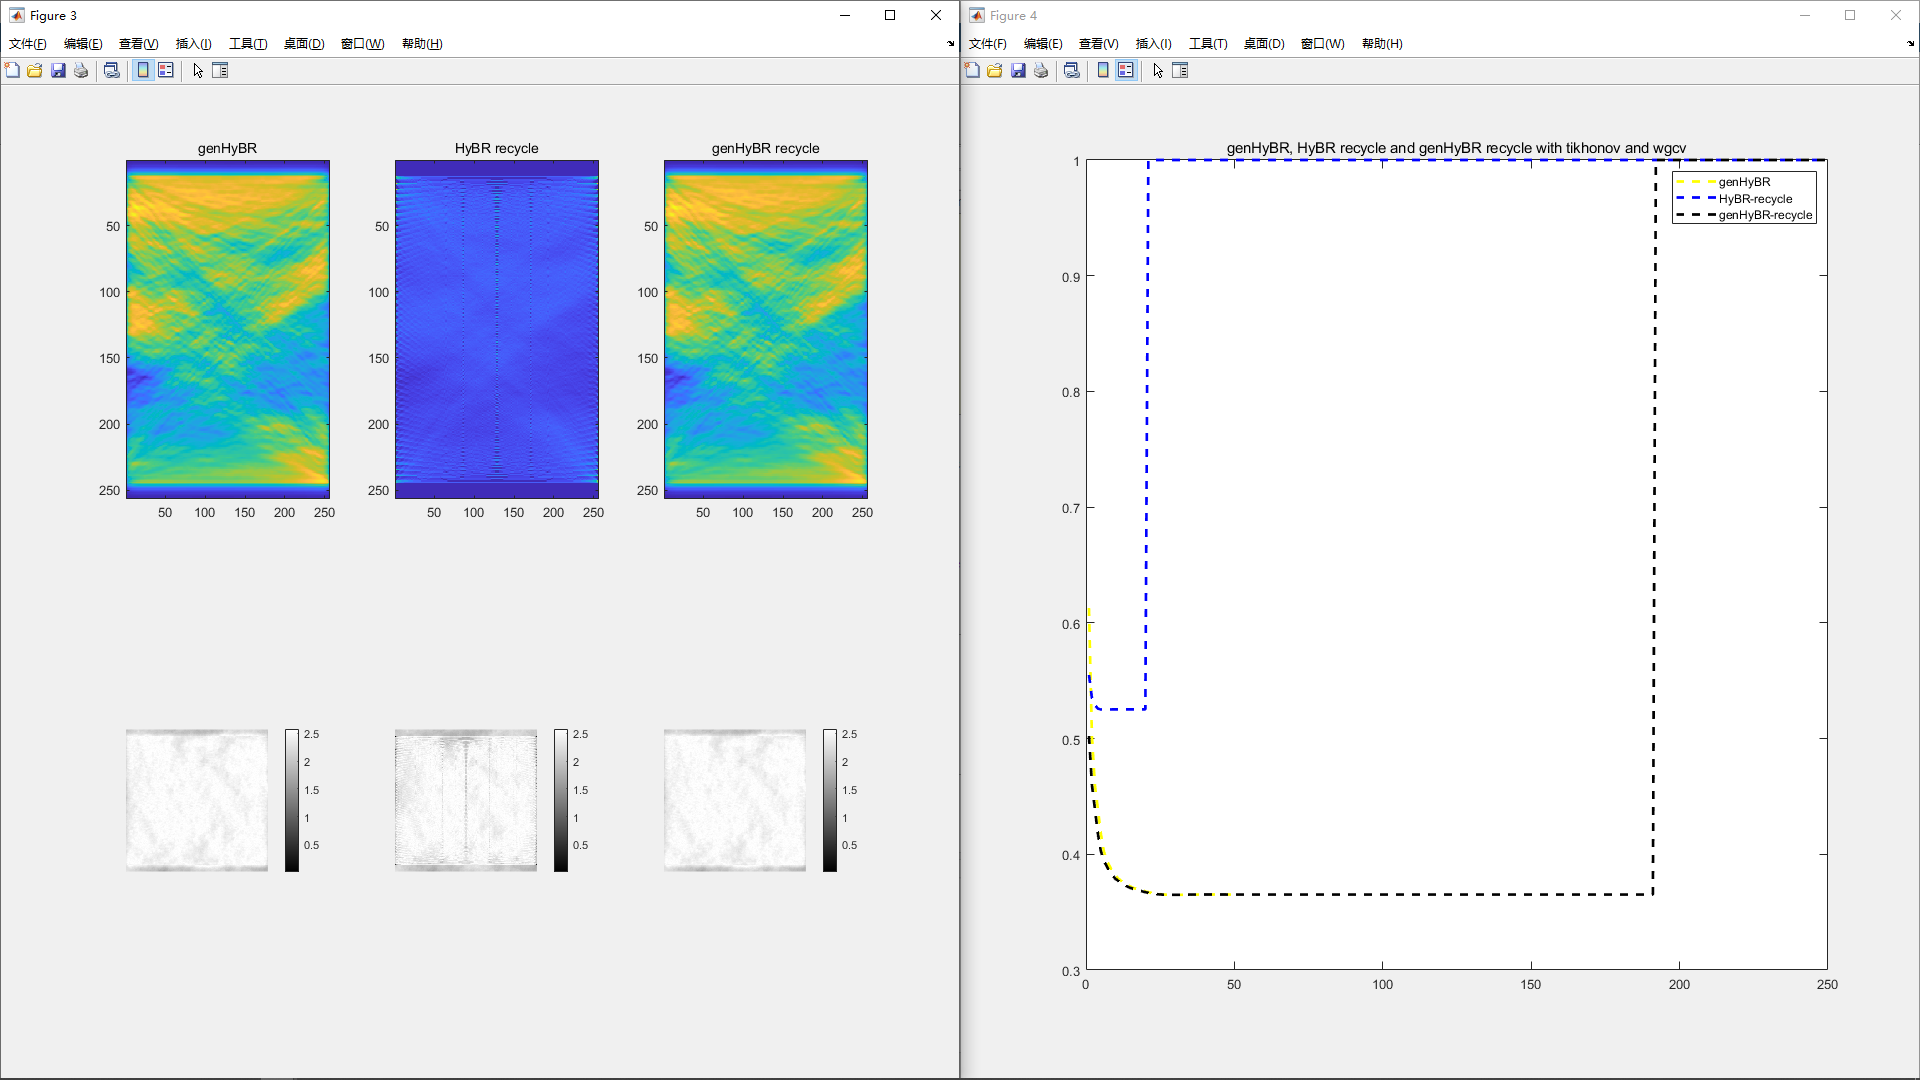 Figure 3
文件(F) 编辑(E) 查看(V) 插入(I) 工具(T) 桌面(D) 窗口(W) 帮助(H)
genHyBR
50
100
150
200
250
50 100 150 200 250
HyBR recycle
50
100
150
200
250
50 100 150 200 250
genHyBR recycle
50
100
150
200
250
50 100 150 200 250
2.5
2
1.5
1
0.5
2.5
2
1.5
1
0.5
2.5
2
1.5
1
0.5
Figure 4
文件(F) 编辑(E) 查看(V) 插入(I) 工具(T) 桌面(D) 窗口(W) 帮助(H)
genHyBR, HyBR recycle and genHyBR recycle with tikhonov and wgcv
1
0.9
0.8
0.7
0.6
0.5
0.4
0.3
0 50 100 150 200 250
genHyBR
HyBR-recycle
genHyBR-recycle